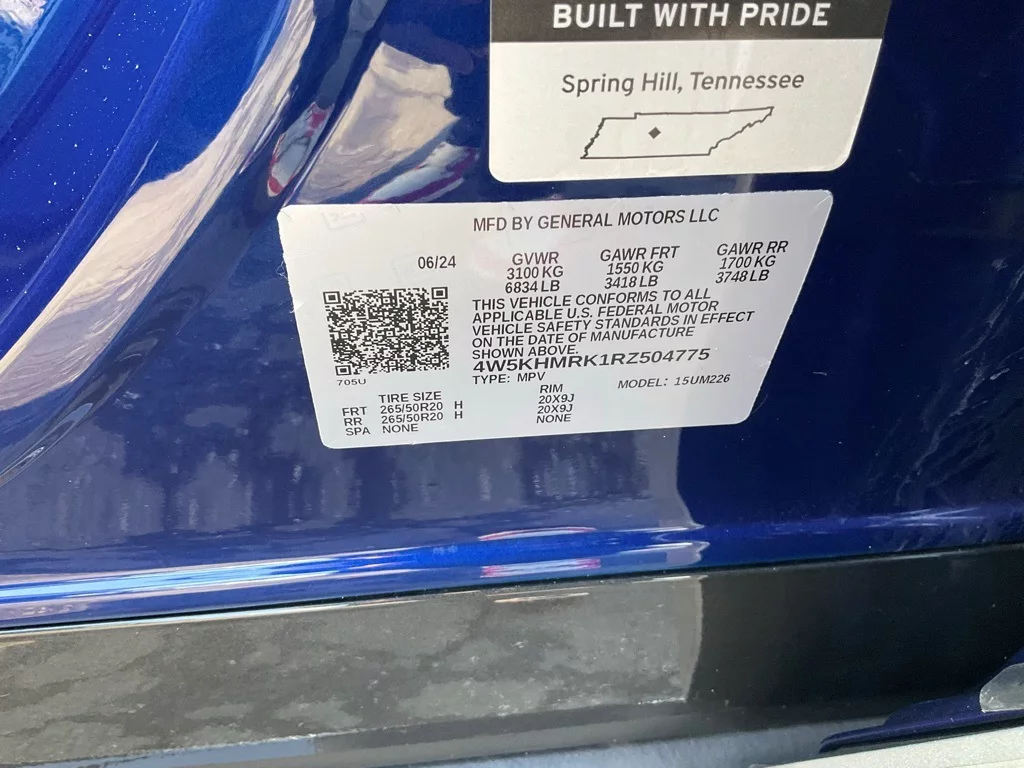 BUILT WITH PRIDE
Spring Hill, Tennessee
MFD BY GENERAL MOTORS LLC
06/24
GVWR
3100 KG
6834 LB
GAWR FRT
1550 KG
3418 LB
GAWR RR
1700 KG
3748 LB
THIS VEHICLE CONFORMS TO ALL
APPLICABLE U.S. FEDERAL MOTOR
VEHICLE SAFETY STANDARDS IN EFFECT
ON THE DATE OF MANUFACTURE
SHOWN ABOVE.
4W5KHMRK1RZ504775
TYPE: MPV
MODEL: 15UM226
705U
TIRE SIZE
RIM
FRT 265/50R20 H 20X9J
RR 265/50R20 H 20X9J
SPA NONE NONE